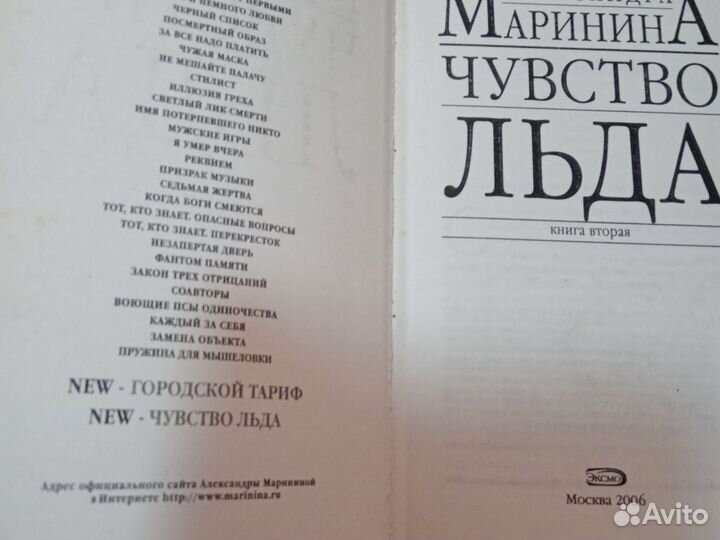 ПЕРВЫМИ
И НЕМНОГО ЛЮБВИ
ЧЕРНЫЙ СПИСОК
ПОСМЕРТНЫЙ ОБРАЗ
ЗА ВСЕ НАДО ПЛАТИТЬ
ЧУЖАЯ МАСКА
НЕ МЕШАЙТЕ ПАЛАЧУ
СТИЛИСТ
ИЛЛЮЗИЯ ГРЕХА
СВЕТЛЫЙ ЛИК СМЕРТИ
ИМЯ ПОТЕРПЕВШЕГО НИКТО
МУЖСКИЕ ИГРЫ
Я УМЕР ВЧЕРА
РЕКВИЕМ
ПРИЗРАК МУЗЫКИ
СЕДЬМАЯ ЖЕРТВА
КОГДА БОГИ СМЕЮТСЯ
ТОТ, КТО ЗНАЕТ. ОПАСНЫЕ ВОПРОСЫ
ТОТ, КТО ЗНАЕТ. ПЕРЕКРЕСТОК
НЕЗАПЕРТАЯ ДВЕРЬ
ФАНТОМ ПАМЯТИ
ЗАКОН ТРЕХ ОТРИЦАНИЙ
СОАВТОРЫ
ВОЮЩИЕ ПСЫ ОДИНОЧЕСТВА
КАЖДЫЙ ЗА СЕБЯ
ЗАМЕНА ОБЪЕКТА
ПРУЖИНА ДЛЯ МЫШЕЛОВКИ
NEW - ГОРОДСКОЙ ТАРИФ
NEW - ЧУВСТВО ЛЬДА
Адрес официального сайта Александры Марининой
в Интернете http://www.marinina.ru
МАРИНИНА
ЧУВСТВО
ЛЬДА
книга вторая
ЭКСМО
Москва 2006
Avito